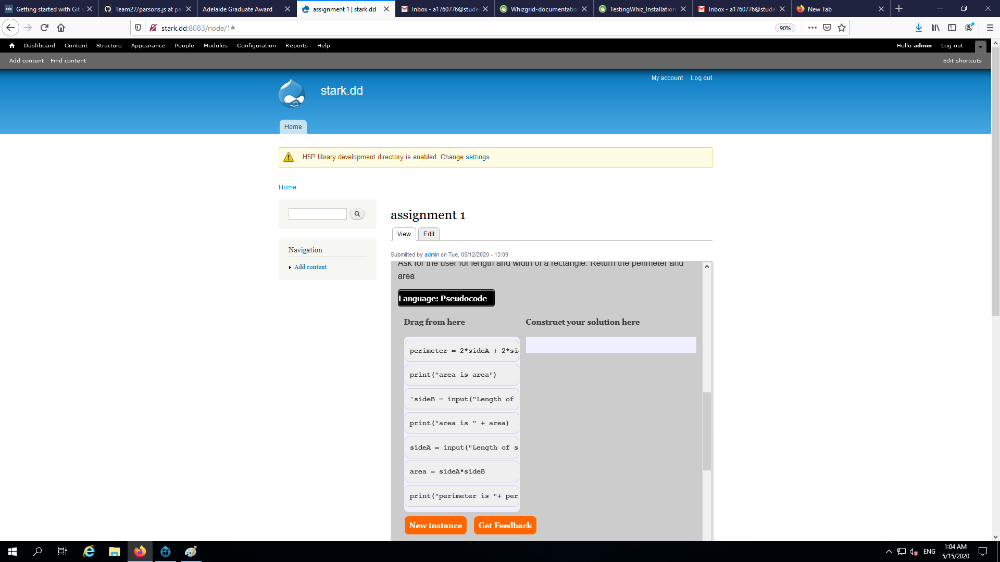 Getting started with Git a
Team27/parsons.js at pa
Adelaide Graduate Award
assignment 1 | stark.dd
Inbox - a1760776@stude
Whizgrid-documentatio
TestingWhiz_Installation_
Inbox - a1760776@stude
New Tab
stark.dd:8083/node/1#
90%
Dashboard Content Structure Appearance People Modules Configuration Reports Help
Hello admin Log out
Add content Find content
Edit shortcuts
My account Log out
stark.dd
Home
H5P library development directory is enabled. Change settings.
Home
assignment 1
View Edit
Navigation
Add content
Submitted by admin on Tue, 05/12/2020 - 13:09
Ask for the user for length and width of a rectangle. Return the perimeter and
area
Language: Pseudocode
Drag from here
Construct your solution here
perimeter = 2*sideA + 2*si
print("area is area")
'sideB = input("Length of
print("area is " + area)
sideA = input("Length of s
area = sideA*sideB
print("perimeter is "+ per
New instance
Get Feedback
ENG
1:04 AM
5/15/2020